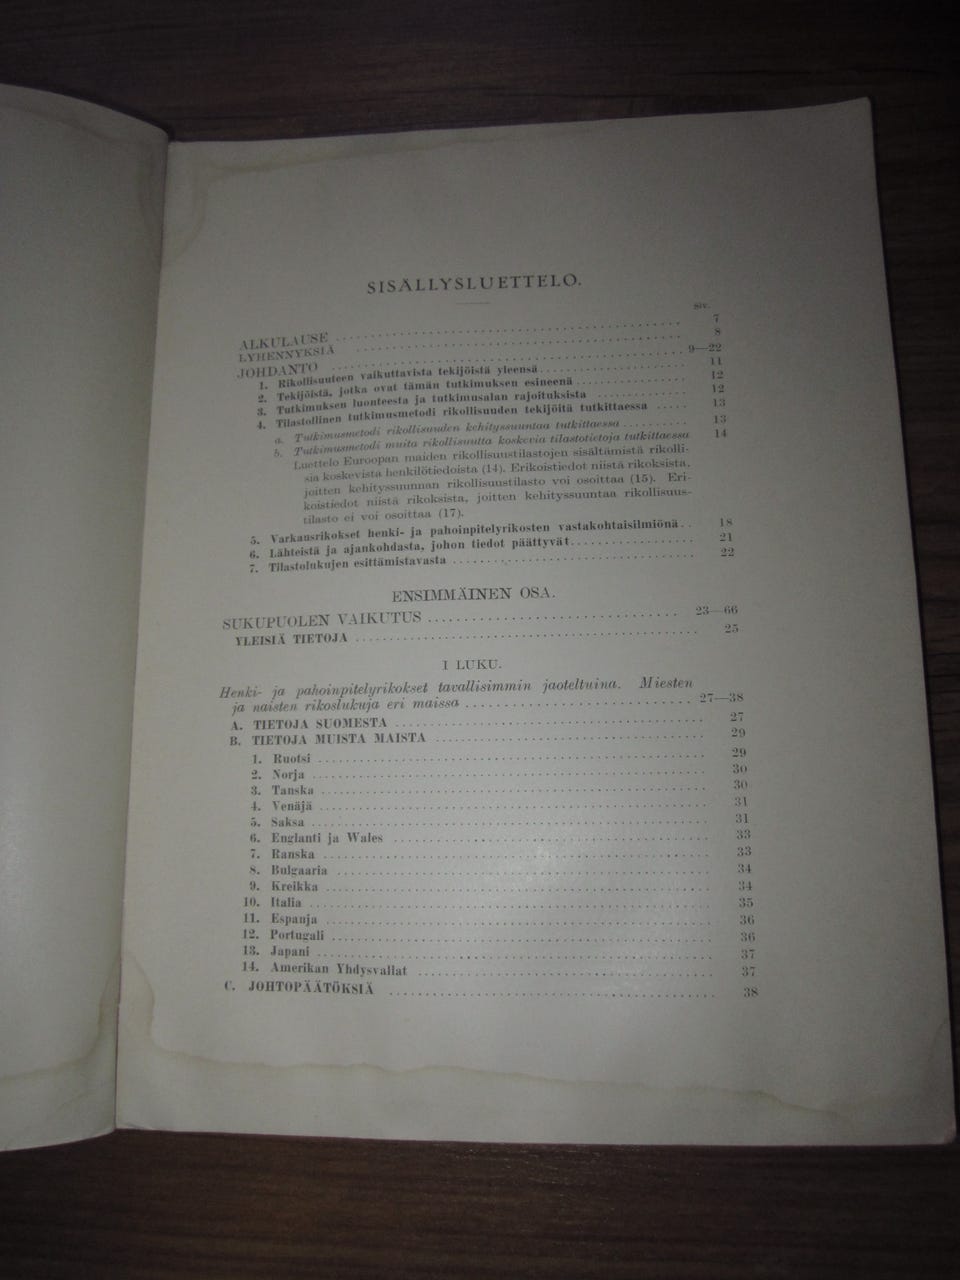 SISÄLLYSLUETTELO.
siv.
ALKULAUSE 7
LYHENNYKSIÄ 8
JOHDANTO 9—22
1. Rikollisuuteen vaikuttavista tekijöistä yleensä 11
2. Tekijöistä, jotka ovat tämän tutkimuksen esineenä 12
3. Tutkimuksen luonteesta ja tutkimusalan rajoituksista 12
4. Tilastollinen tutkimusmetodi rikollisuuden tekijöitä tutkittaessa 13
a. Tutkimusmetodi rikollisuuden kehityssuuntaa tutkittaessa 13
b. Tutkimusmetodi muita rikollisuutta koskevia tilastotietoja tutkittaessa 14
Luettelo Euroopan maiden rikollisuustilastojen sisältämistä rikolli-
sia koskevista henkilötiedoista (14). Erikoistiedot niistä rikoksista,
joitten kehityssuunnan rikollisuustilasto voi osoittaa (15). Eri-
koistiedot niistä rikoksista, joitten kehityssuuntaa rikollisuus-
tilasto ei voi osoittaa (17).
5. Varkausrikokset henki- ja pahoinpitelyrikosten vastakohtaisilmiönä 18
6. Lähteistä ja ajankohdasta, johon tiedot päättyvät 21
7. Tilastolukujen esittämistavasta 22
ENSIMMÄINEN OSA.
SUKUPUOLEN VAIKUTUS 23—66
YLEISIÄ TIETOJA 25
I LUKU.
Henki- ja pahoinpitelyrikokset tavallisimmin jaoteltuina. Miesten
ja naisten rikoslukuja eri maissa 27—38
A. TIETOJA SUOMESTA 27
B. TIETOJA MUISTA MAISTA 29
1. Ruotsi 29
2. Norja 30
3. Tanska 30
4. Venäjä 31
5. Saksa 31
6. Englanti ja Wales 33
7. Ranska 33
8. Bulgaaria 34
9. Kreikka 34
10. Italia 35
11. Espanja 36
12. Portugali 36
13. Japani 37
14. Amerikan Yhdysvallat 37
C. JOHTOPÄÄTÖKSIÄ 38